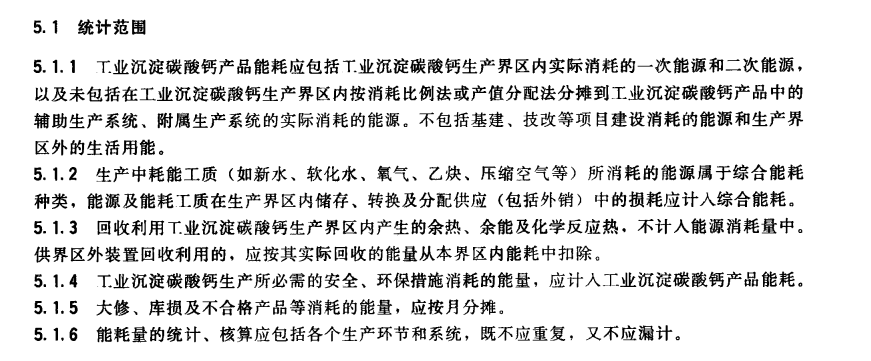 5.1 统计范围
5.1.1 工业沉淀碳酸钙产品能耗应包括工业沉淀碳酸钙生产界区内实际消耗的一次能源和二次能源，
以及未包括在工业沉淀碳酸钙生产界区内按消耗比例法或产值分配法分摊到工业沉淀碳酸钙产品中的
辅助生产系统、附属生产系统的实际消耗的能源。不包括基建、技改等项目建设消耗的能源和生产界
区外的生活用能。
5.1.2 生产中耗能工质（如新水、软化水、氧气、乙炔、压缩空气等）所消耗的能源属于综合能耗
种类，能源及能耗工质在生产界区内储存、转换及分配供应（包括外销）中的损耗应计入综合能耗。
5.1.3 回收利用工业沉淀碳酸钙生产界区内产生的余热、余能及化学反应热，不计入能源消耗量中。
供界区外装置回收利用的，应按其实际回收的能量从本界区内能耗中扣除。
5.1.4 工业沉淀碳酸钙生产所必需的安全、环保措施消耗的能量，应计入工业沉淀碳酸钙产品能耗。
5.1.5 大修、库损及不合格产品等消耗的能量，应按月分摊。
5.1.6 能耗量的统计、核算应包括各个生产环节和系统，既不应重复，又不应漏计。